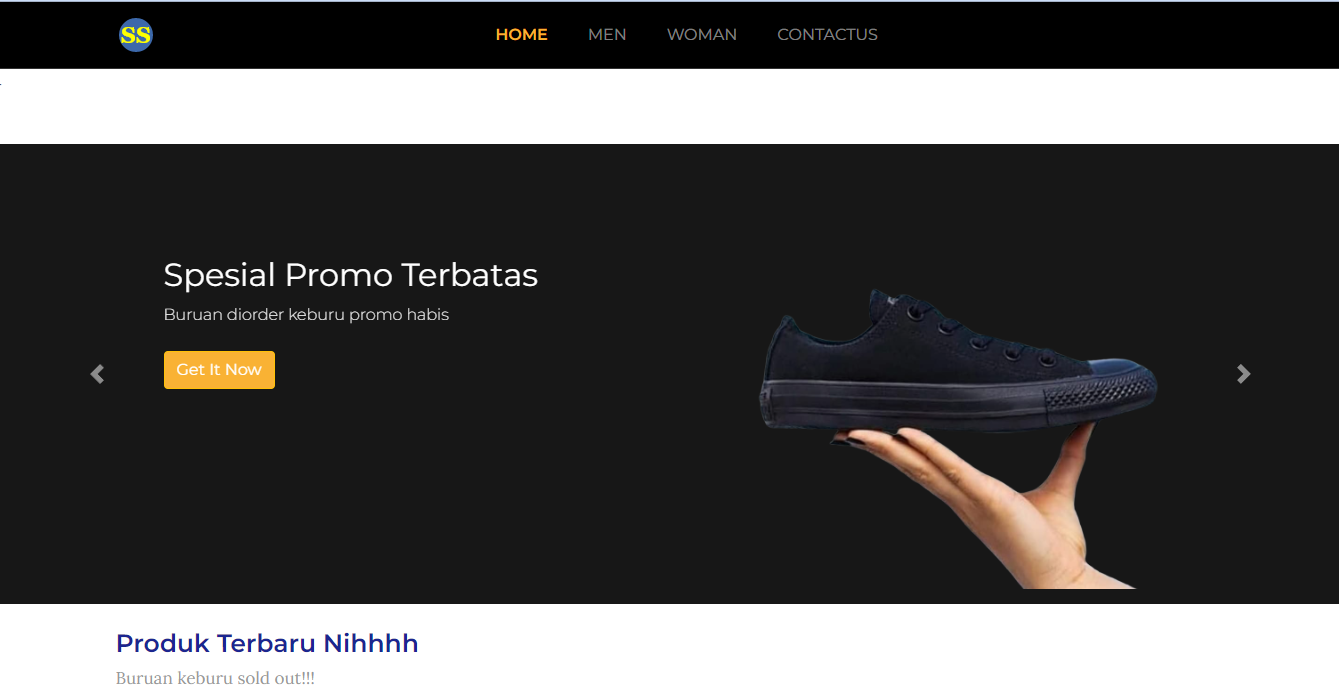 SS
HOME MEN WOMAN CONTACTUS
Spesial Promo Terbatas
Buruan diorder keburu promo habis
Get It Now
Produk Terbaru Nihhhh
Buruan keburu sold out!!!